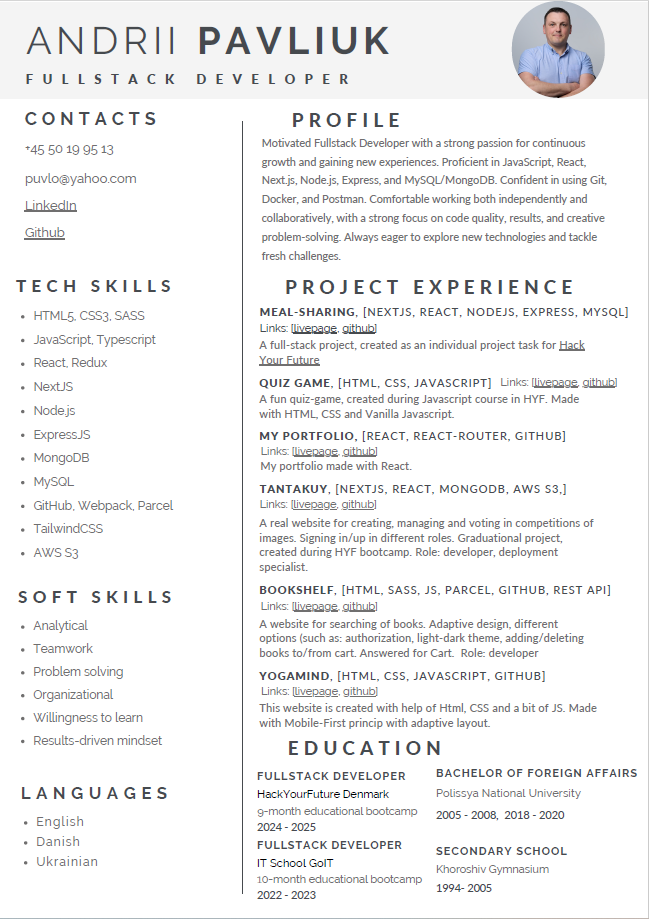 ANDRII PAVLIUK
FULLSTACK DEVELOPER
CONTACTS
+45 50 19 95 13
puvlo@yahoo.com
LinkedIn
Github
TECH SKILLS
• HTML5, CSS3, SASS
• JavaScript, Typescript
• React, Redux
• NextJS
• Node.js
• ExpressJS
• MongoDB
• MySQL
• GitHub, Webpack, Parcel
• TailwindCSS
• AWS S3
SOFT SKILLS
• Analytical
• Teamwork
• Problem solving
• Organizational
• Willingness to learn
• Results-driven mindset
LANGUAGES
• English
• Danish
• Ukrainian
PROFILE
Motivated Fullstack Developer with a strong passion for continuous
growth and gaining new experiences. Proficient in JavaScript, React,
Next.js, Node.js, Express, and MySQL/MongoDB. Confident in using Git,
Docker, and Postman. Comfortable working both independently and
collaboratively, with a strong focus on code quality, results, and creative
problem-solving. Always eager to explore new technologies and tackle
fresh challenges.
PROJECT EXPERIENCE
MEAL-SHARING, [NEXTJS, REACT, NODEJS, EXPRESS, MYSQL]
Links: [livepage, github]
A full-stack project, created as an individual project task for Hack
Your Future
QUIZ GAME, [HTML, CSS, JAVASCRIPT] Links: [livepage, github]
A fun quiz-game, created during Javascript course in HYF. Made
with HTML, CSS and Vanilla Javascript.
MY PORTFOLIO, [REACT, REACT-ROUTER, GITHUB]
Links: [livepage, github]
My portfolio made with React.
TANTAKUY, [NEXTJS, REACT, MONGODB, AWS S3,]
Links: [livepage, github]
A real website for creating, managing and voting in competitions of
images. Signing in/up in different roles. Graduational project,
created during HYF bootcamp. Role: developer, deployment
specialist.
BOOKSHELF, [HTML, SASS, JS, PARCEL, GITHUB, REST API]
Links: [livepage, github]
A website for searching of books. Adaptive design, different
options (such as: authorization, light-dark theme, adding/deleting
books to/from cart. Answered for Cart. Role: developer
YOGAMIND, [HTML, CSS, JAVASCRIPT, GITHUB]
Links: [livepage, github]
This website is created with help of Html, CSS and a bit of JS. Made
with Mobile-First princip with adaptive layout.
EDUCATION
FULLSTACK DEVELOPER
HackYourFuture Denmark
9-month educational bootcamp
2024 - 2025
FULLSTACK DEVELOPER
IT School GoIT
10-month educational bootcamp
2022 - 2023
BACHELOR OF FOREIGN AFFAIRS
Polissya National University
2005 - 2008, 2018 - 2020
SECONDARY SCHOOL
Khoroshiv Gymnasium
1994- 2005